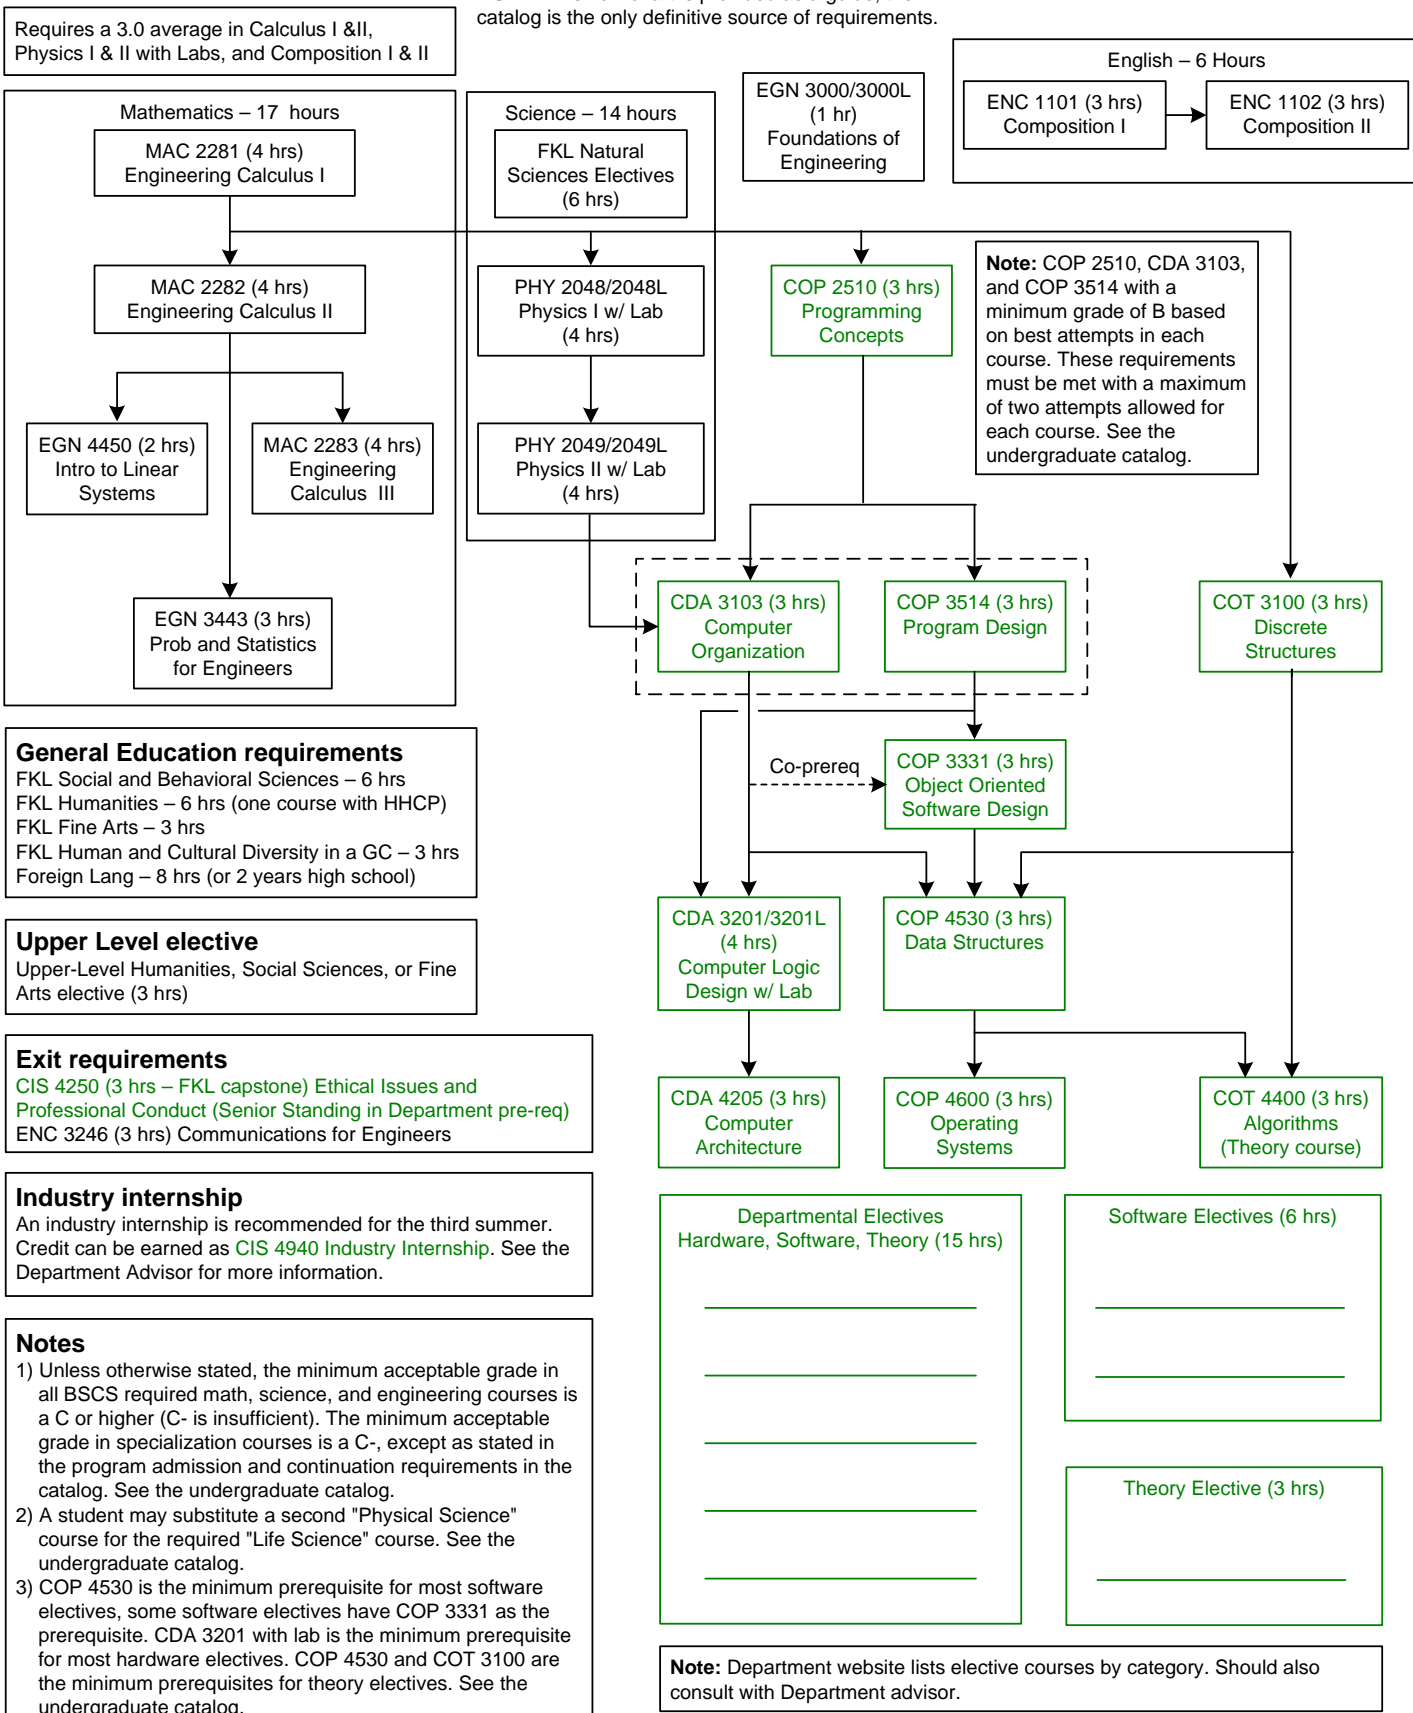 catalog is the only definitive source of requirements.
Requires a 3.0 average in Calculus I &II,
Physics I & II with Labs, and Composition I & II
English – 6 Hours
ENC 1101 (3 hrs)
Composition I
ENC 1102 (3 hrs)
Composition II
EGN 3000/3000L
(1 hr)
Foundations of
Engineering
Mathematics – 17 hours
MAC 2281 (4 hrs)
Engineering Calculus I
Science – 14 hours
FKL Natural
Sciences Electives
(6 hrs)
MAC 2282 (4 hrs)
Engineering Calculus II
PHY 2048/2048L
Physics I w/ Lab
(4 hrs)
COP 2510 (3 hrs)
Programming
Concepts
Note: COP 2510, CDA 3103,
and COP 3514 with a
minimum grade of B based
on best attempts in each
course. These requirements
must be met with a maximum
of two attempts allowed for
each course. See the
undergraduate catalog.
EGN 4450 (2 hrs)
Intro to Linear
Systems
MAC 2283 (4 hrs)
Engineering
Calculus III
PHY 2049/2049L
Physics II w/ Lab
(4 hrs)
EGN 3443 (3 hrs)
Prob and Statistics
for Engineers
CDA 3103 (3 hrs)
Computer
Organization
COP 3514 (3 hrs)
Program Design
COT 3100 (3 hrs)
Discrete
Structures
General Education requirements
FKL Social and Behavioral Sciences – 6 hrs
FKL Humanities – 6 hrs (one course with HHCP)
FKL Fine Arts – 3 hrs
FKL Human and Cultural Diversity in a GC – 3 hrs
Foreign Lang – 8 hrs (or 2 years high school)
Co-prereq
COP 3331 (3 hrs)
Object Oriented
Software Design
Upper Level elective
Upper-Level Humanities, Social Sciences, or Fine
Arts elective (3 hrs)
CDA 3201/3201L
(4 hrs)
Computer Logic
Design w/ Lab
COP 4530 (3 hrs)
Data Structures
Exit requirements
CIS 4250 (3 hrs – FKL capstone) Ethical Issues and
Professional Conduct (Senior Standing in Department pre-req)
ENC 3246 (3 hrs) Communications for Engineers
CDA 4205 (3 hrs)
Computer
Architecture
COP 4600 (3 hrs)
Operating
Systems
COT 4400 (3 hrs)
Algorithms
(Theory course)
Industry internship
An industry internship is recommended for the third summer.
Credit can be earned as CIS 4940 Industry Internship. See the
Department Advisor for more information.
Departmental Electives
Hardware, Software, Theory (15 hrs)
Software Electives (6 hrs)
Theory Elective (3 hrs)
Notes
1) Unless otherwise stated, the minimum acceptable grade in
all BSCS required math, science, and engineering courses is
a C or higher (C- is insufficient). The minimum acceptable
grade in specialization courses is a C-, except as stated in
the program admission and continuation requirements in the
catalog. See the undergraduate catalog.
2) A student may substitute a second "Physical Science"
course for the required "Life Science" course. See the
undergraduate catalog.
3) COP 4530 is the minimum prerequisite for most software
electives, some software electives have COP 3331 as the
prerequisite. CDA 3201 with lab is the minimum prerequisite
for most hardware electives. COP 4530 and COT 3100 are
the minimum prerequisites for theory electives. See the
undergraduate catalog.
Note: Department website lists elective courses by category. Should also
consult with Department advisor.